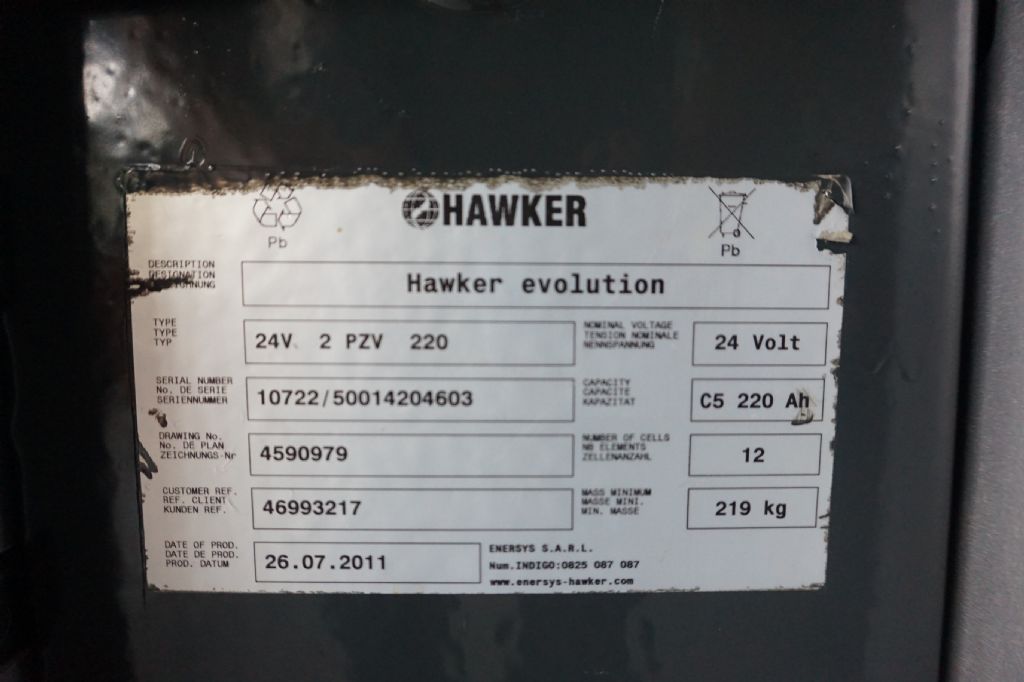 HAWKER
Pb
Pb
DESCRIPTION
DESIGNATION
Hawker evolution
TYPE
TYPE
TYP
24V 2 PZV 220
NOMINAL VOLTAGE
TENSION NOMINALE
NENNSPANNUNG
24 Volt
SERIAL NUMBER
No. DE SERIE
SERIENNUMMER
10722/50014204603
CAPACITY
CAPACITE
KAPAZITAT
C5 220 Ah
DRAWING No.
No. DE PLAN
ZEICHNUNGS-Nr
4590979
NUMBER OF CELLS
NB ELEMENTS
ZELLENANZAHL
12
CUSTOMER REF.
REF. CLIENT
KUNDEN REF.
46993217
MASS MINIMUM
MASSE MINI.
MIN. MASSE
219 kg
DATE OF PROD.
DATE DE PROD.
PROD. DATUM
26.07.2011
ENERSYS S.A.R.L.
Num.INDIGO:0825 087 087
www.enersys-hawker.com